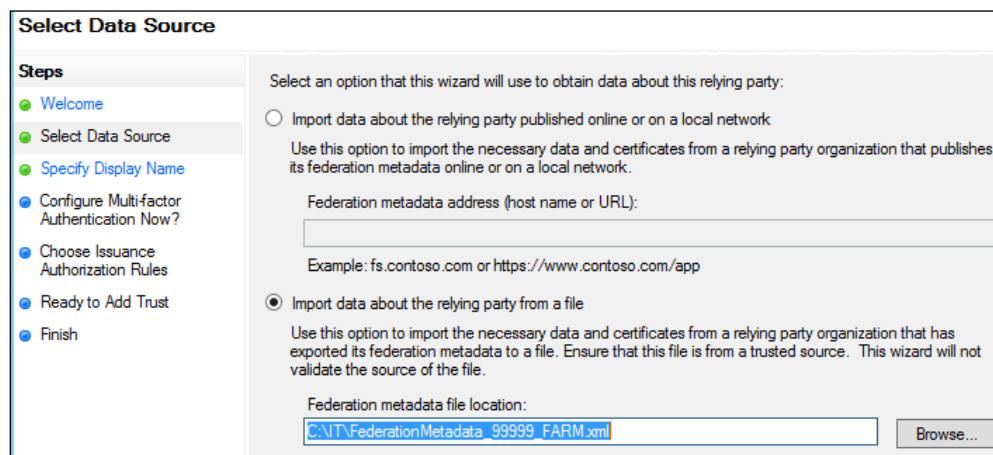 Select Data Source
Steps
Welcome
Select Data Source
Specify Display Name
Configure Multi-factor
Authentication Now?
Choose Issuance
Authorization Rules
Ready to Add Trust
Finish
Select an option that this wizard will use to obtain data about this relying party:
Import data about the relying party published online or on a local network
Use this option to import the necessary data and certificates from a relying party organization that publishes
its federation metadata online or on a local network.
Federation metadata address (host name or URL):
Example: fs.contoso.com or https://www.contoso.com/app
Import data about the relying party from a file
Use this option to import the necessary data and certificates from a relying party organization that has
exported its federation metadata to a file. Ensure that this file is from a trusted source. This wizard will not
validate the source of the file.
Federation metadata file location:
C:\IT\FederationMetadata_99999_FARM.xml
Browse...